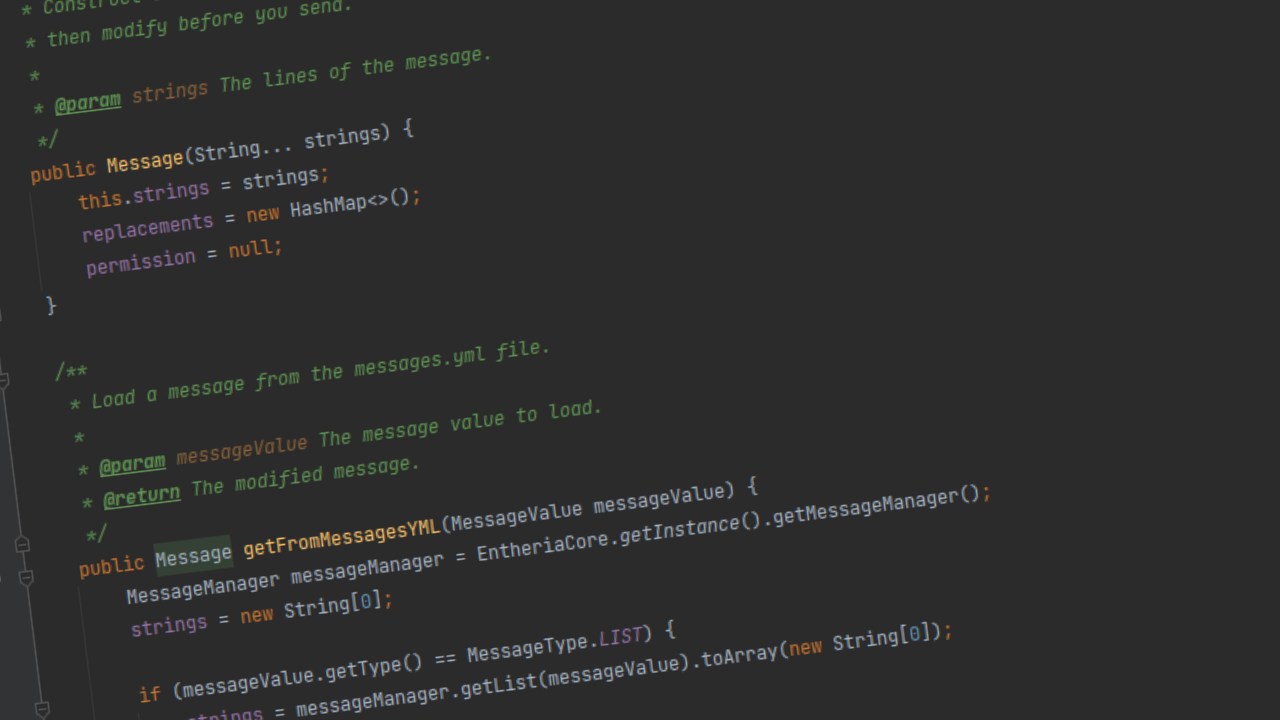 * Construct
* then modify before you send.
*
* @param strings The lines of the message.
*/
public Message(String... strings) {
this.strings = strings;
replacements = new HashMap<>();
permission = null;
}
/**
* Load a message from the messages.yml file.
*
* @param messageValue The message value to load.
* @return The modified message.
*/
public Message getFromMessagesYML(MessageValue messageValue) {
MessageManager messageManager = EntheriaCore.getInstance().getMessageManager();
strings = new String[0];
if (messageValue.getType() == MessageType.LIST) {
strings = messageManager.getList(messageValue).toArray(new String[0]);